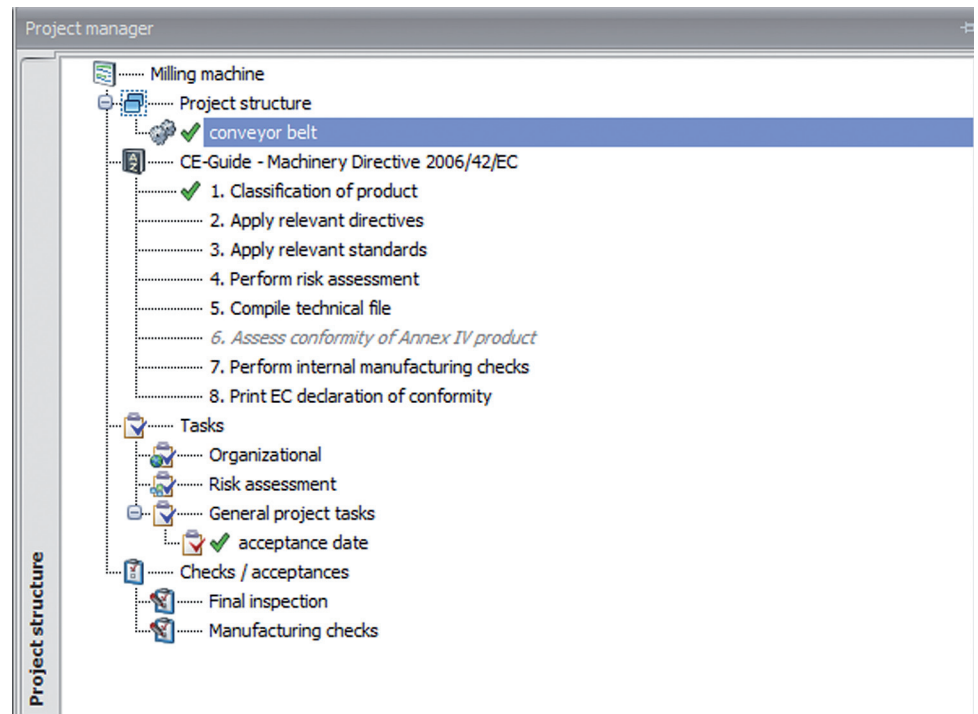 Project manager
Milling machine
Project structure
conveyor belt
CE-Guide - Machinery Directive 2006/42/EC
1. Classification of product
2. Apply relevant directives
3. Apply relevant standards
4. Perform risk assessment
5. Compile technical file
6. Assess conformity of Annex IV product
7. Perform internal manufacturing checks
8. Print EC declaration of conformity
Tasks
Organizational
Risk assessment
General project tasks
acceptance date
Checks / acceptances
Final inspection
Manufacturing checks
Project structure